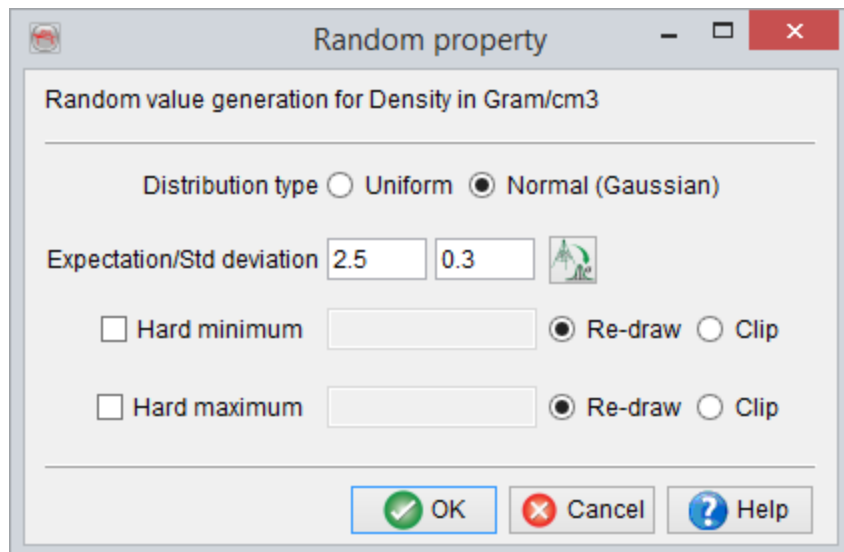 Random property
Random value generation for Density in Gram/cm3
Distribution type Uniform Normal (Gaussian)
Expectation/Std deviation 2.5 0.3
Hard minimum Re-draw Clip
Hard maximum Re-draw Clip
OK Cancel Help